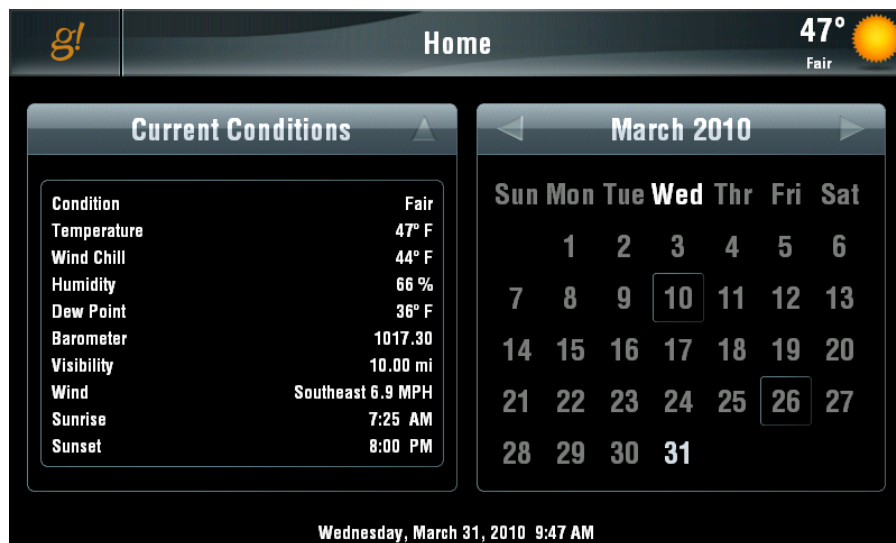 g!
Home
47°
Fair
Current Conditions
Condition Fair
Temperature 47° F
Wind Chill 44° F
Humidity 66 %
Dew Point 36° F
Barometer 1017.30
Visibility 10.00 mi
Wind Southeast 6.9 MPH
Sunrise 7:25 AM
Sunset 8:00 PM
March 2010
Sun Mon Tue Wed Thr Fri Sat
1 2 3 4 5 6
7 8 9 10 11 12 13
14 15 16 17 18 19 20
21 22 23 24 25 26 27
28 29 30 31
Wednesday, March 31, 2010 9:47 AM